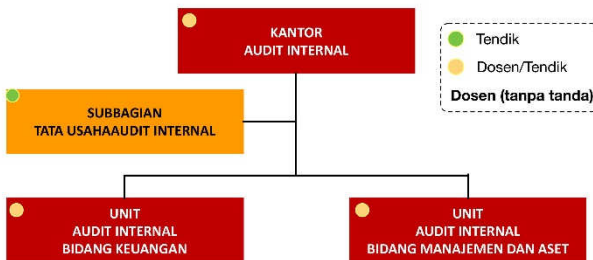 KANTOR
AUDIT INTERNAL
Tendik
Dosen/Tendik
Dosen (tanpa tanda)
SUBBAGIAN
TATA USAHAAUDIT INTERNAL
UNIT
AUDIT INTERNAL
BIDANG KEUANGAN
UNIT
AUDIT INTERNAL
BIDANG MANAJEMEN DAN ASET